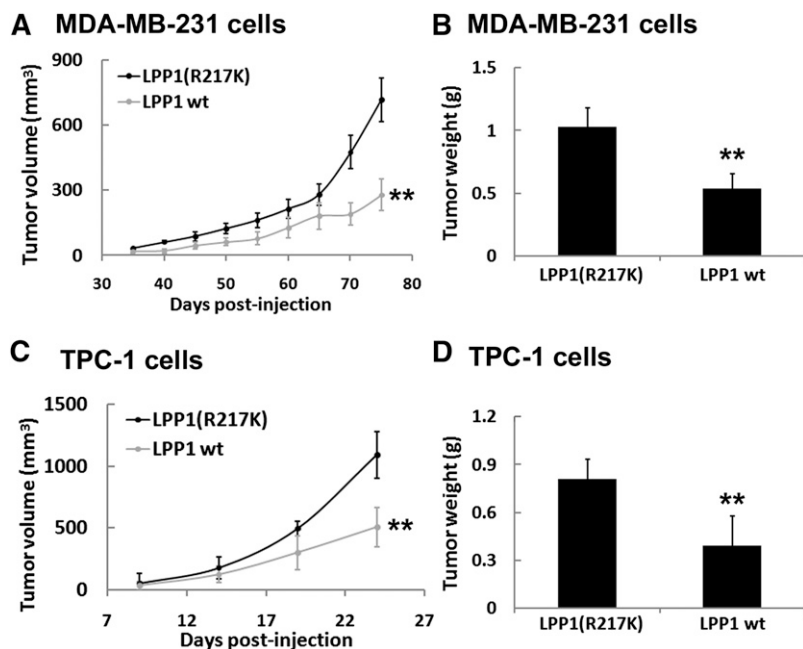 A MDA-MB-231 cells
Tumor volume (mm³)
900
600
300
0
LPP1(R217K)
LPP1 wt
**
30 40 50 60 70 80
Days post-injection
B MDA-MB-231 cells
Tumor weight (g)
1.5
1
0.5
0
**
LPP1(R217K) LPP1 wt
C TPC-1 cells
Tumor volume (mm³)
1500
1000
500
0
LPP1(R217K)
LPP1 wt
**
7 12 17 22 27
Days post-injection
D TPC-1 cells
Tumor weight (g)
1.2
0.9
0.6
0.3
0
**
LPP1(R217K) LPP1 wt